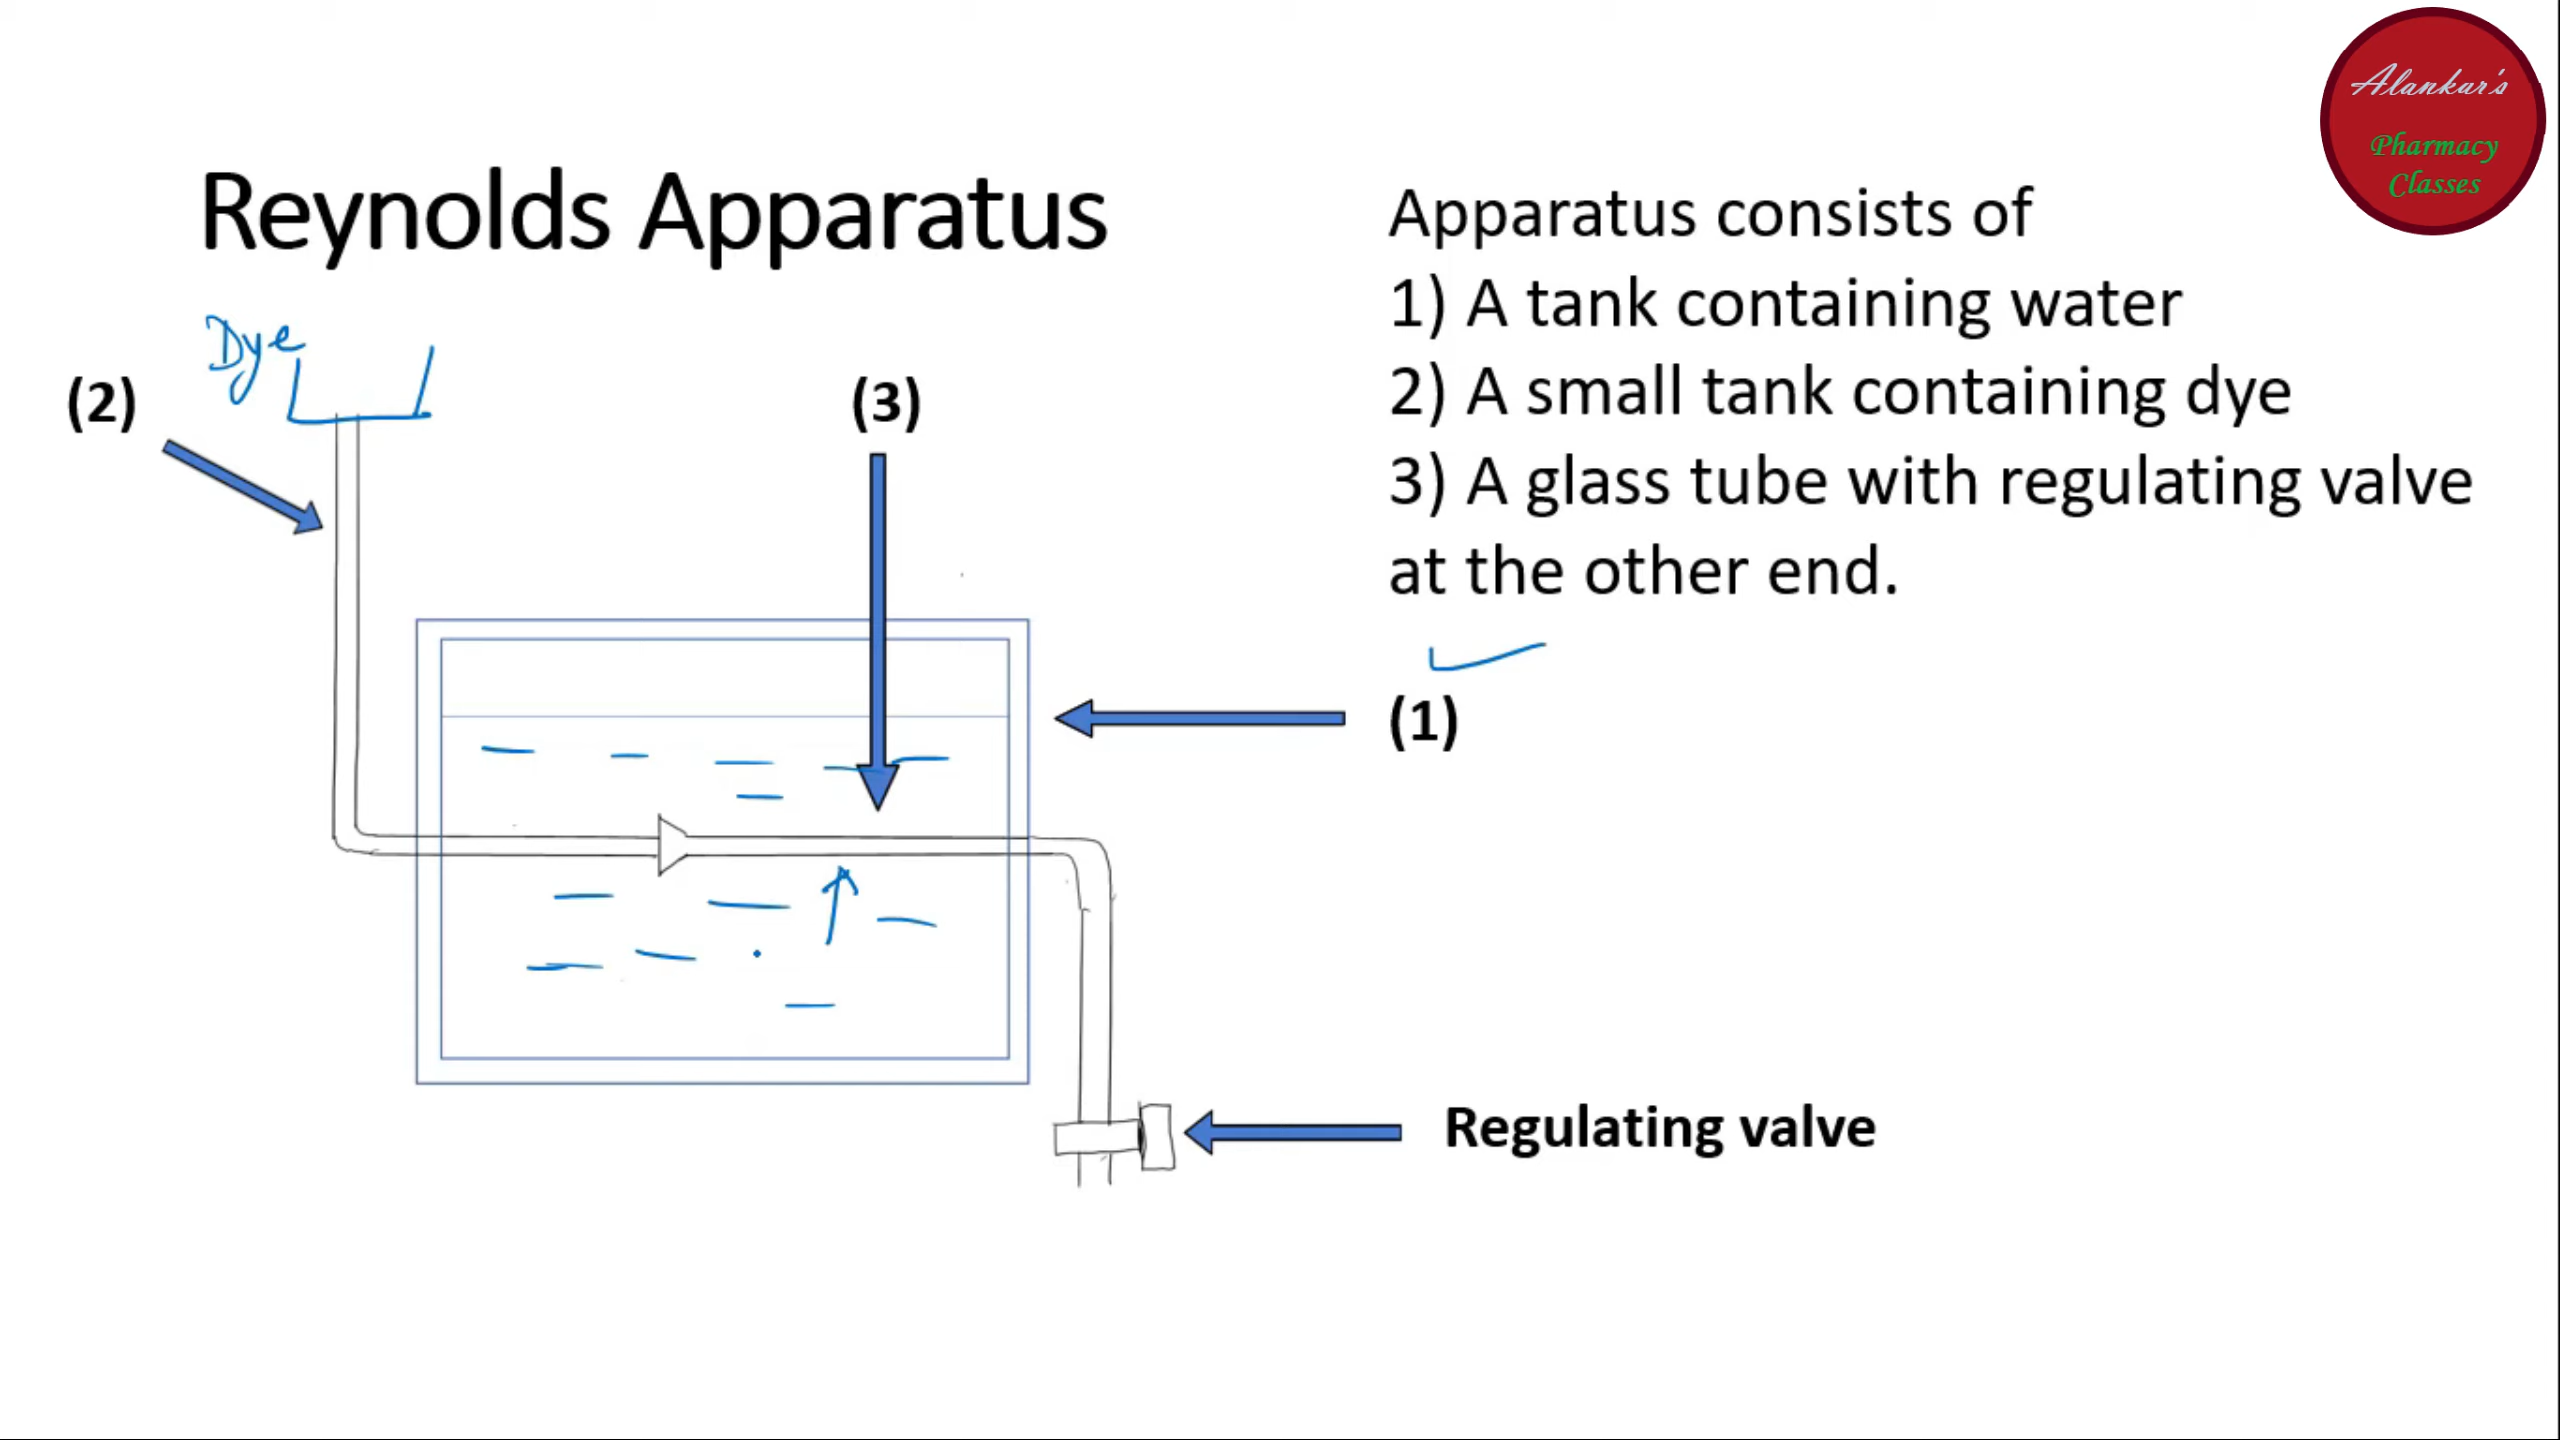 Alankar's
Pharmacy
Classes
Reynolds Apparatus
Apparatus consists of
1) A tank containing water
2) A small tank containing dye
3) A glass tube with regulating valve
at the other end.
Dye
(2)
(3)
(1)
Regulating valve